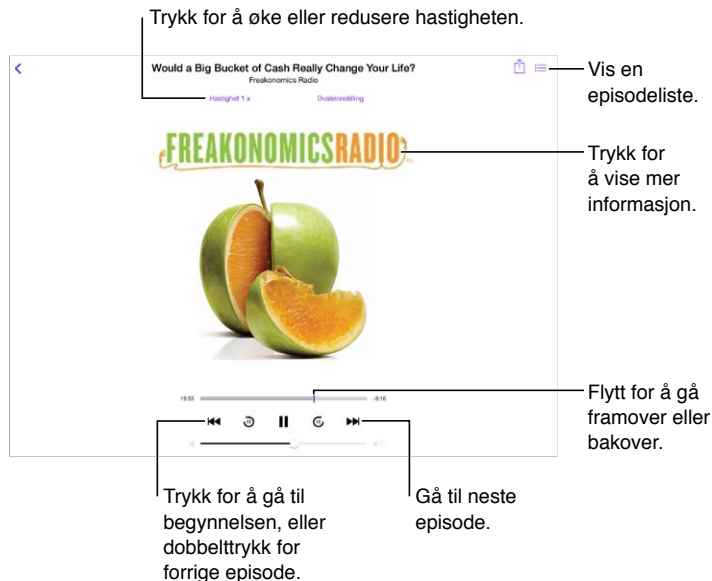 Trykk for å øke eller redusere hastigheten.
Would a Big Bucket of Cash Really Change Your Life?
Freakonomics Radio
Hastighet 1 x
Dvaleinnstilling
Vis en
episodeliste.
FREAKONOMICSRADIO
Trykk for
å vise mer
informasjon.
19:53
-9:16
Flytt for å gå
framover eller
bakover.
15
15
Trykk for å gå til
begynnelsen, eller
dobbelttrykk for
forrige episode.
Gå til neste
episode.